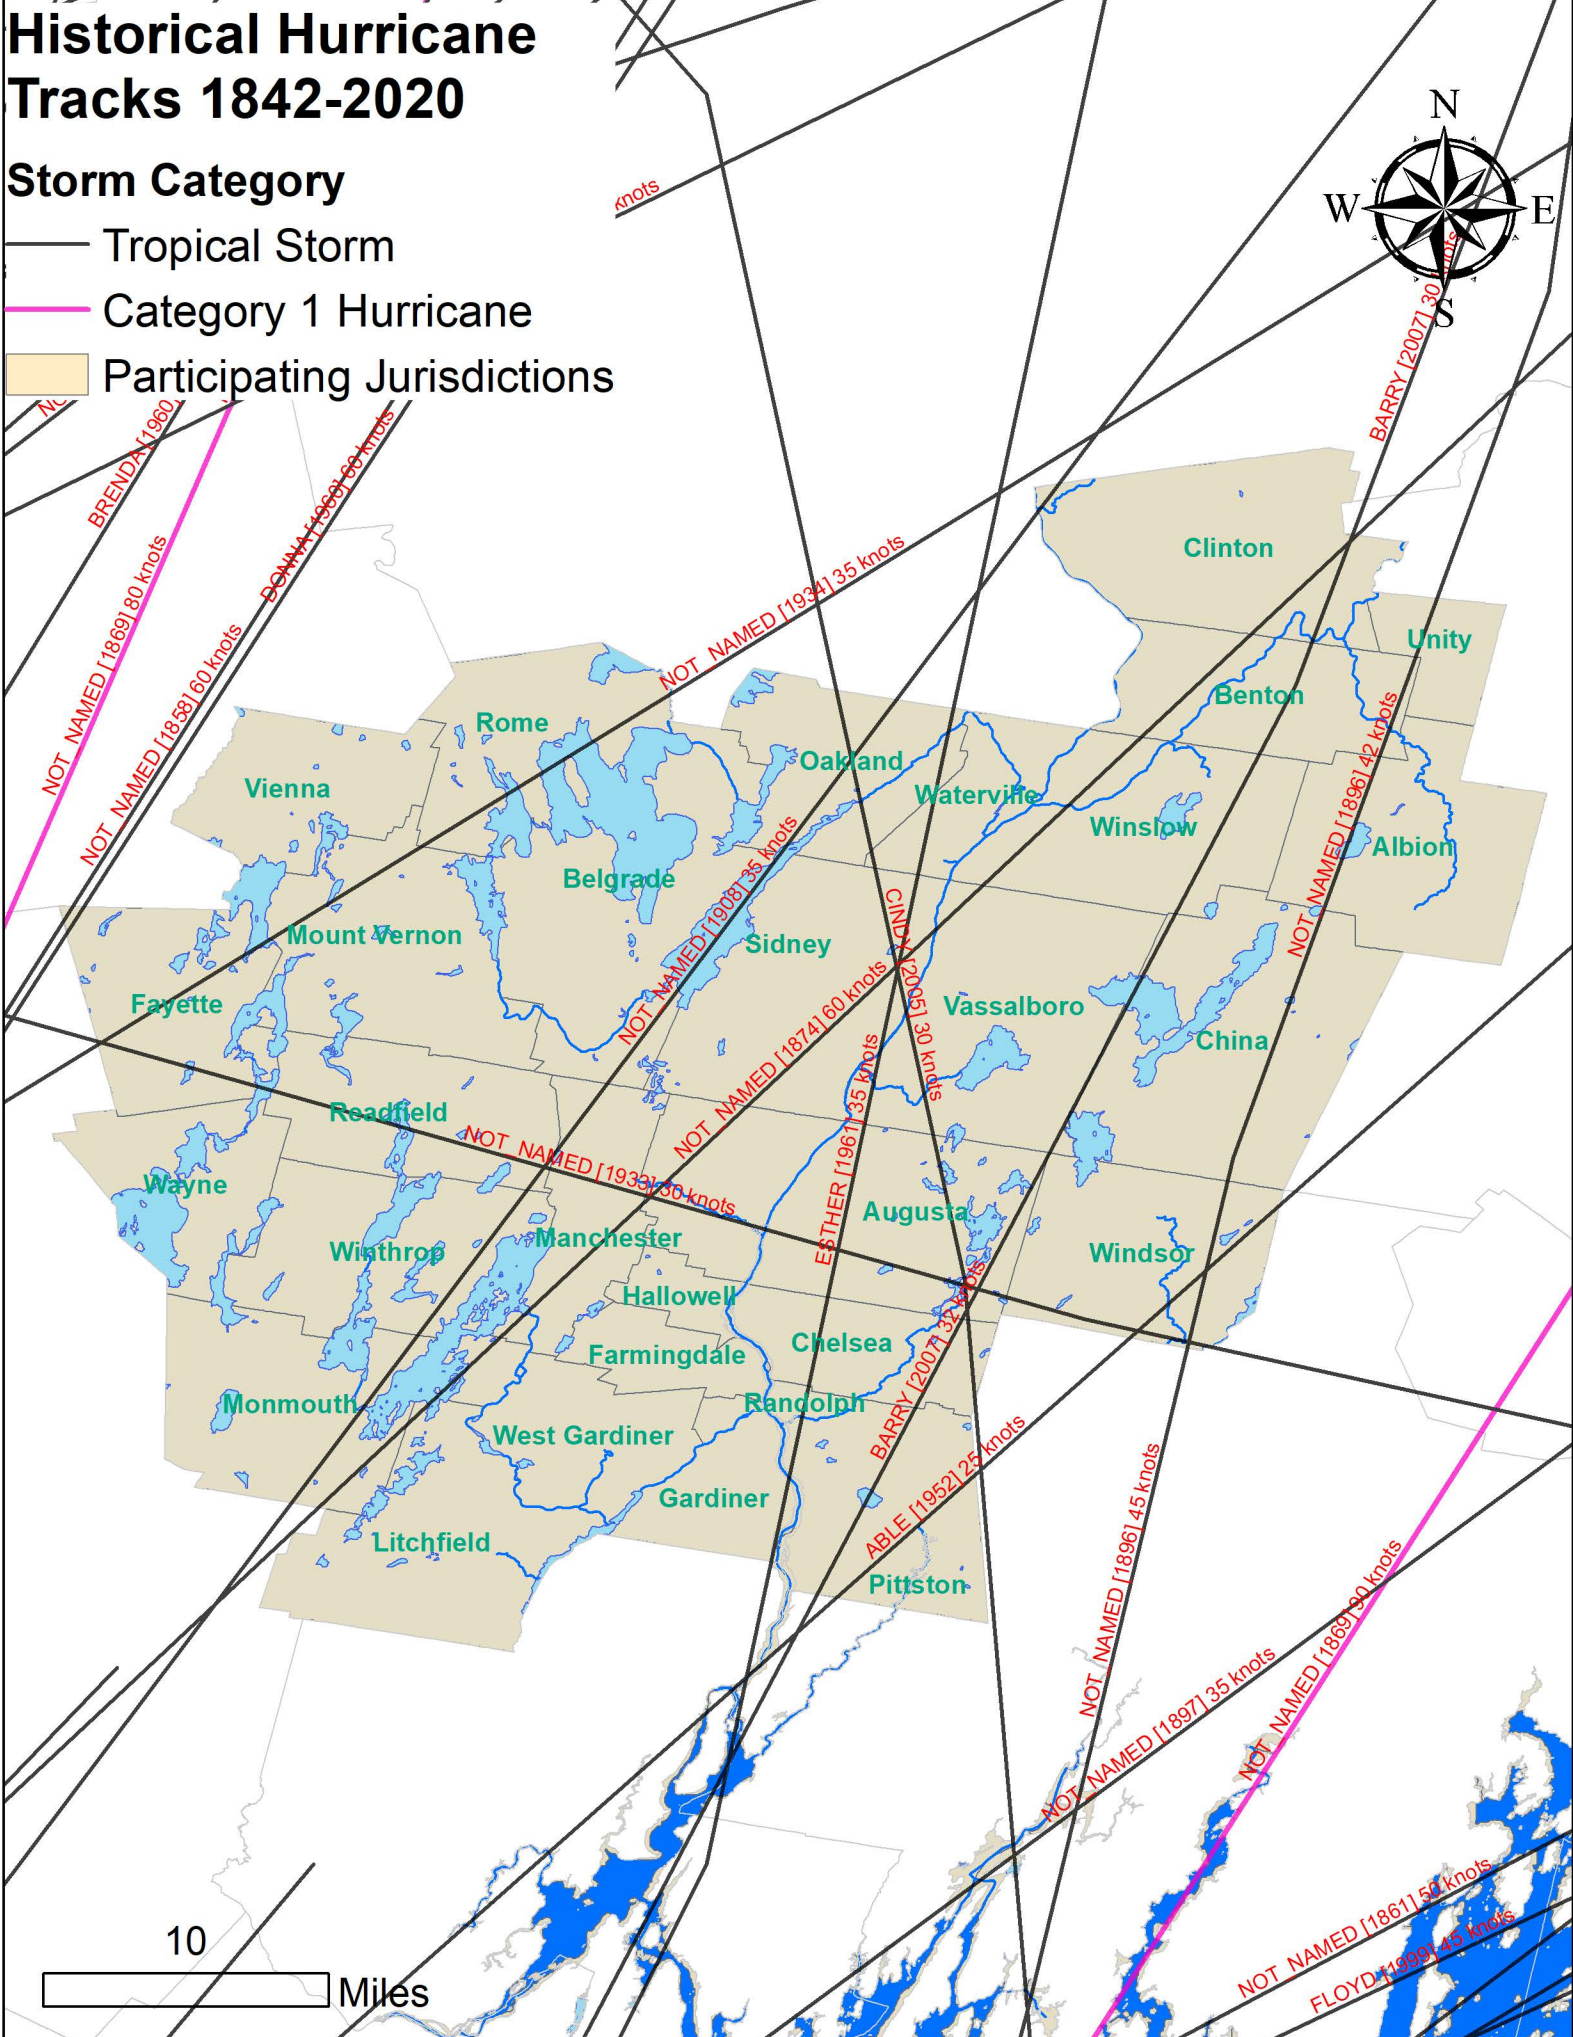 Historical Hurricane
Tracks 1842-2020
Storm Category
Tropical Storm
Category 1 Hurricane
Participating Jurisdictions
N
W
E
S
knots
BARRY [2007] 30 knots
BRENDA [1960]
DONNA [1960] 60 knots
NOT_NAMED [1869] 80 knots
NOT_NAMED [1858] 60 knots
NOT_NAMED [1934] 35 knots
Clinton
Unity
Benton
Rome
Oakland
Vienna
Waterville
Winslow
NOT_NAMED [1896] 42 knots
Albion
Belgrade
NOT_NAMED [1908] 35 knots
Mount Vernon
Sidney
CINDY [2005] 30 knots
Fayette
Vassalboro
China
NOT_NAMED [1874] 60 knots
Readfield
NOT_NAMED [1933] 30 knots
ESTHER [1961] 35 knots
Wayne
Augusta
Winthrop
Manchester
Windsor
Hallowell
Chelsea
Farmingdale
BARRY [2007] 32 knots
Monmouth
Randolph
West Gardiner
Gardiner
ABLE [1952] 25 knots
Litchfield
Pittston
NOT_NAMED [1896] 45 knots
NOT_NAMED [1897] 35 knots
NOT_NAMED [1869] 90 knots
NOT_NAMED [1861] 50 knots
FLOYD [1999] 45 knots
10
Miles